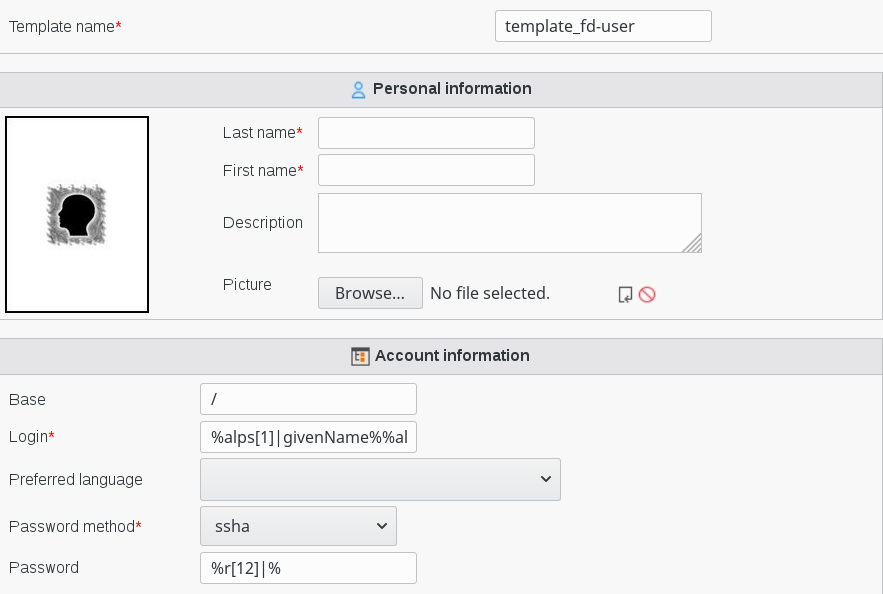 Template name* template_fd-user
Personal information
Last name*
First name*
Description
Picture Browse... No file selected.
Account information
Base /
Login* %alps[1]|givenName%%al
Preferred language
Password method* ssha
Password %r[12]|%